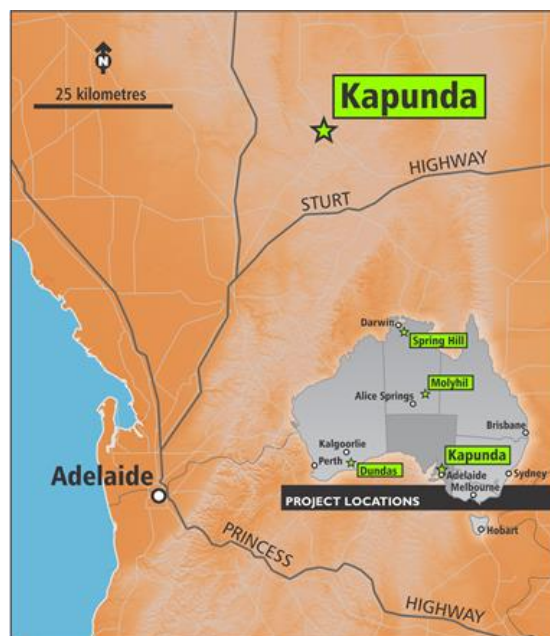 N
25 kilometres
Kapunda
HIGHWAY
STURT
Darwin
Spring Hill
Molyhil
Alice Springs
Brisbane
Kalgoorlie
Kapunda
Perth
Dundas
Adelaide
Sydney
Melbourne
PROJECT LOCATIONS
Hobart
Adelaide
PRINCESS
HIGHWAY